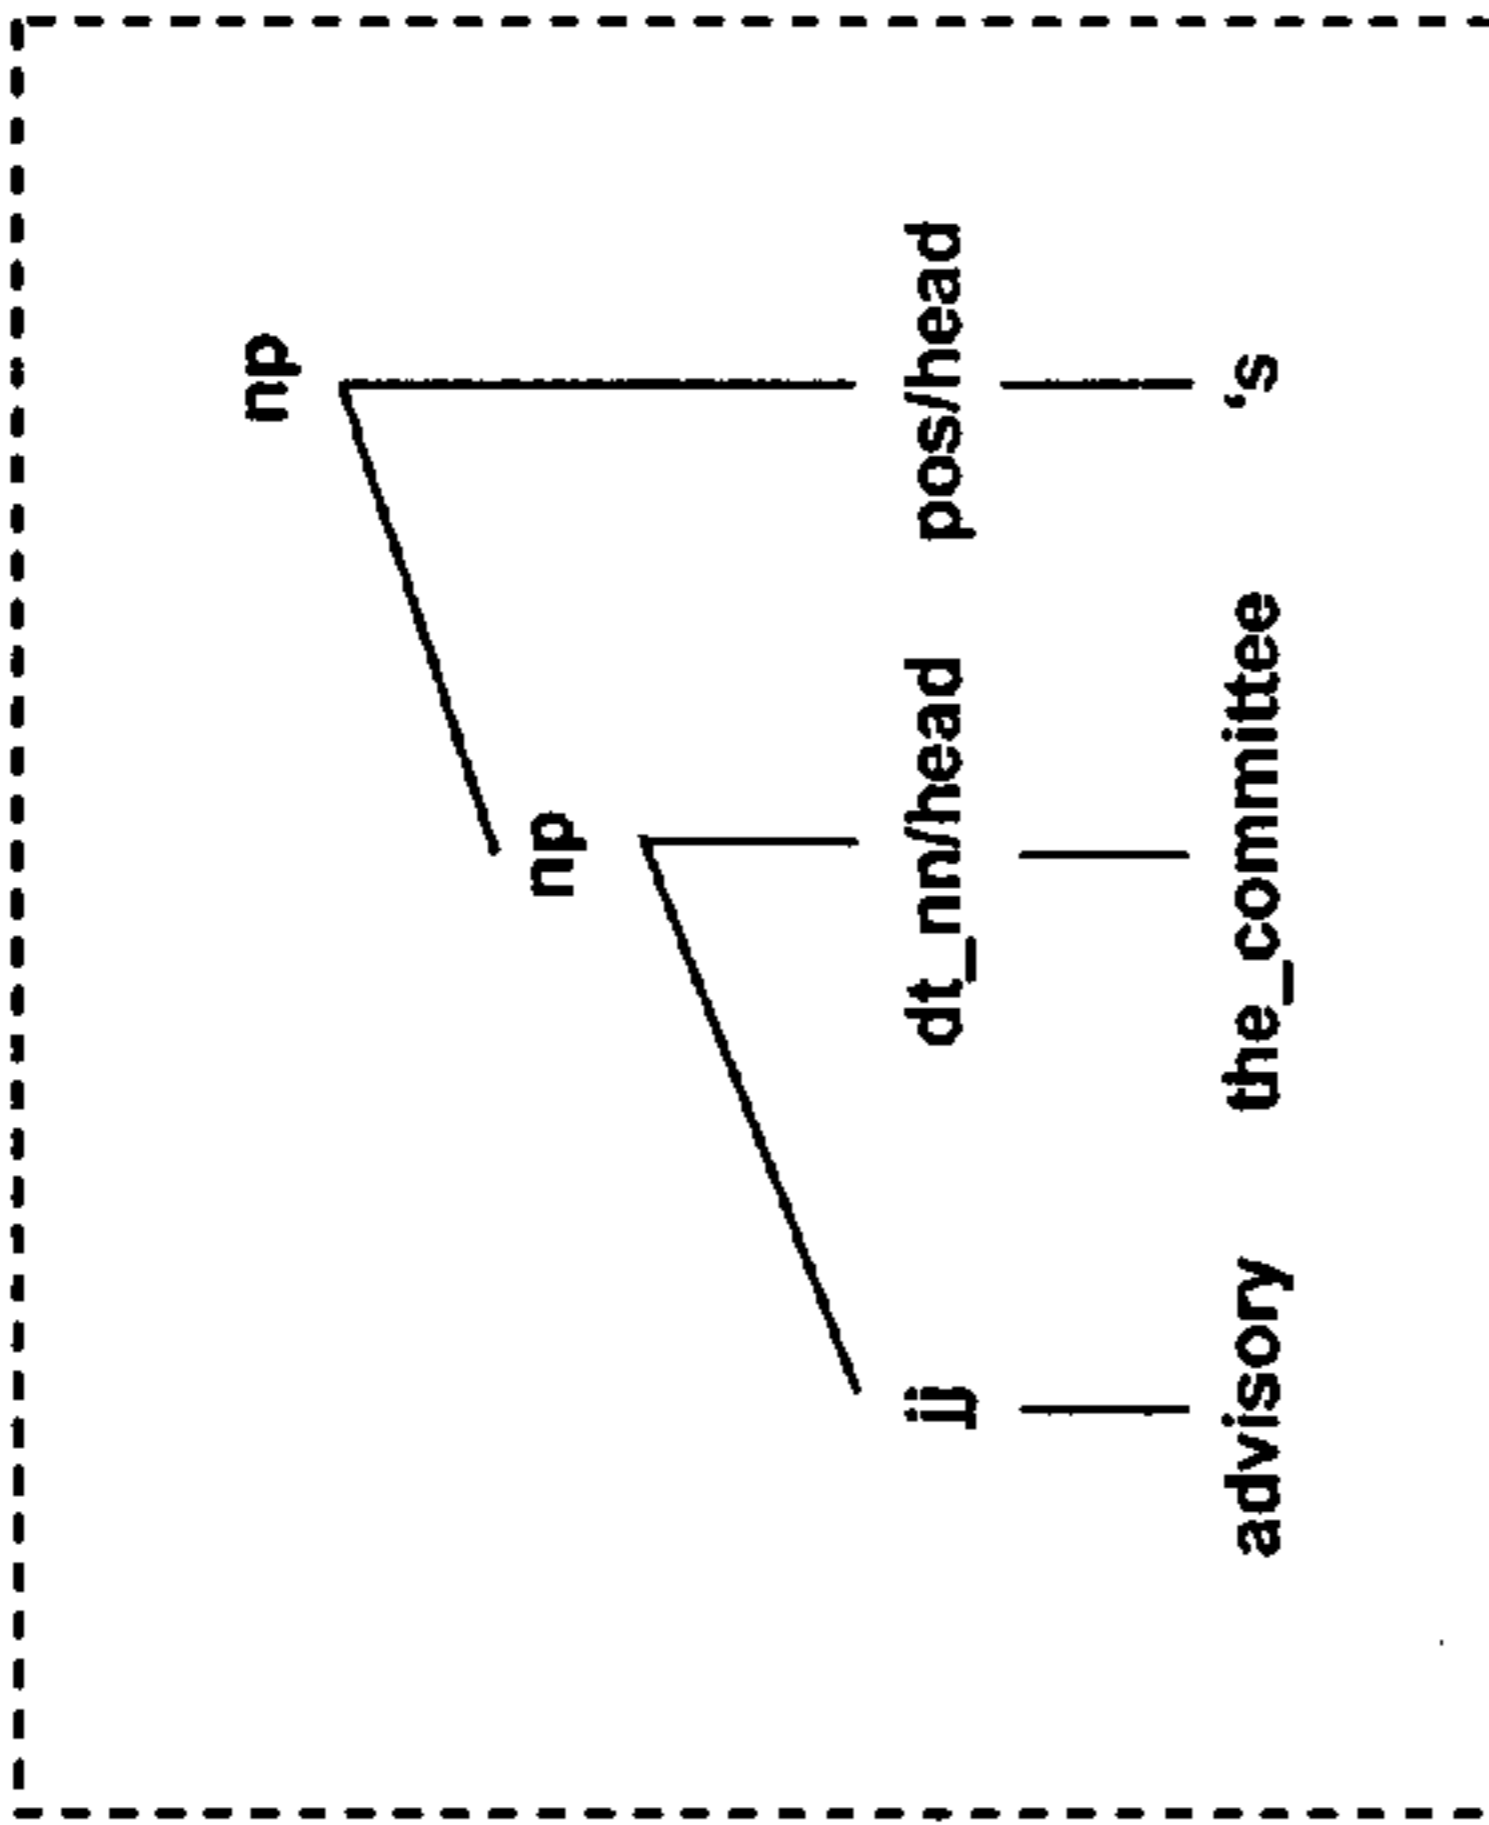 np
np
jj dt_nn/head pos/head
advisory the_committee 's